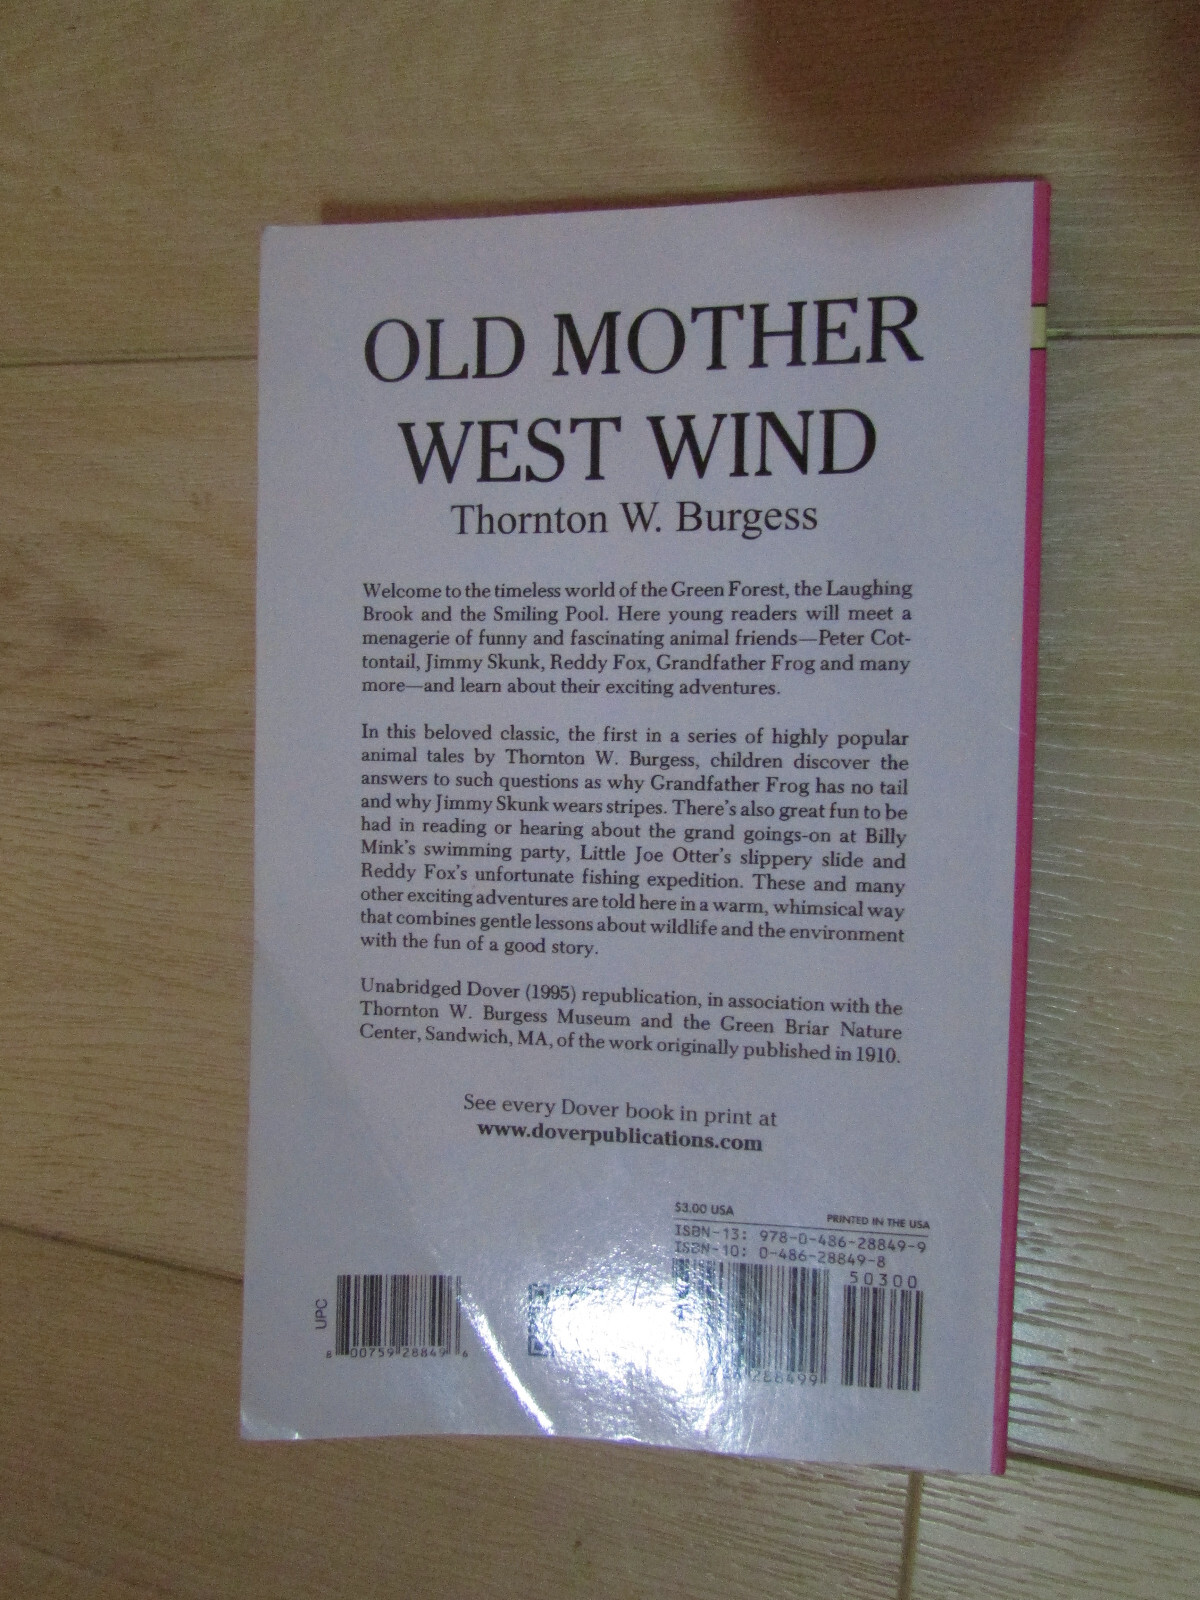 OLD MOTHER
WEST WIND
Thornton W. Burgess
Welcome to the timeless world of the Green Forest, the Laughing
Brook and the Smiling Pool. Here young readers will meet a
menagerie of funny and fascinating animal friends—Peter Cot-
tontail, Jimmy Skunk, Reddy Fox, Grandfather Frog and many
more—and learn about their exciting adventures.
In this beloved classic, the first in a series of highly popular
animal tales by Thornton W. Burgess, children discover the
answers to such questions as why Grandfather Frog has no tail
and why Jimmy Skunk wears stripes. There's also great fun to be
had in reading or hearing about the grand goings-on at Billy
Mink's swimming party, Little Joe Otter's slippery slide and
Reddy Fox's unfortunate fishing expedition. These and many
other exciting adventures are told here in a warm, whimsical way
that combines gentle lessons about wildlife and the environment
with the fun of a good story.
Unabridged Dover (1995) republication, in association with the
Thornton W. Burgess Museum and the Green Briar Nature
Center, Sandwich, MA, of the work originally published in 1910.
See every Dover book in print at
www.doverpublications.com
$3.00 USA PRINTED IN THE USA
ISBN-13: 978-0-486-28849-9
ISBN-10: 0-486-28849-8
50300
UPC
8 00759 28849 6
288499